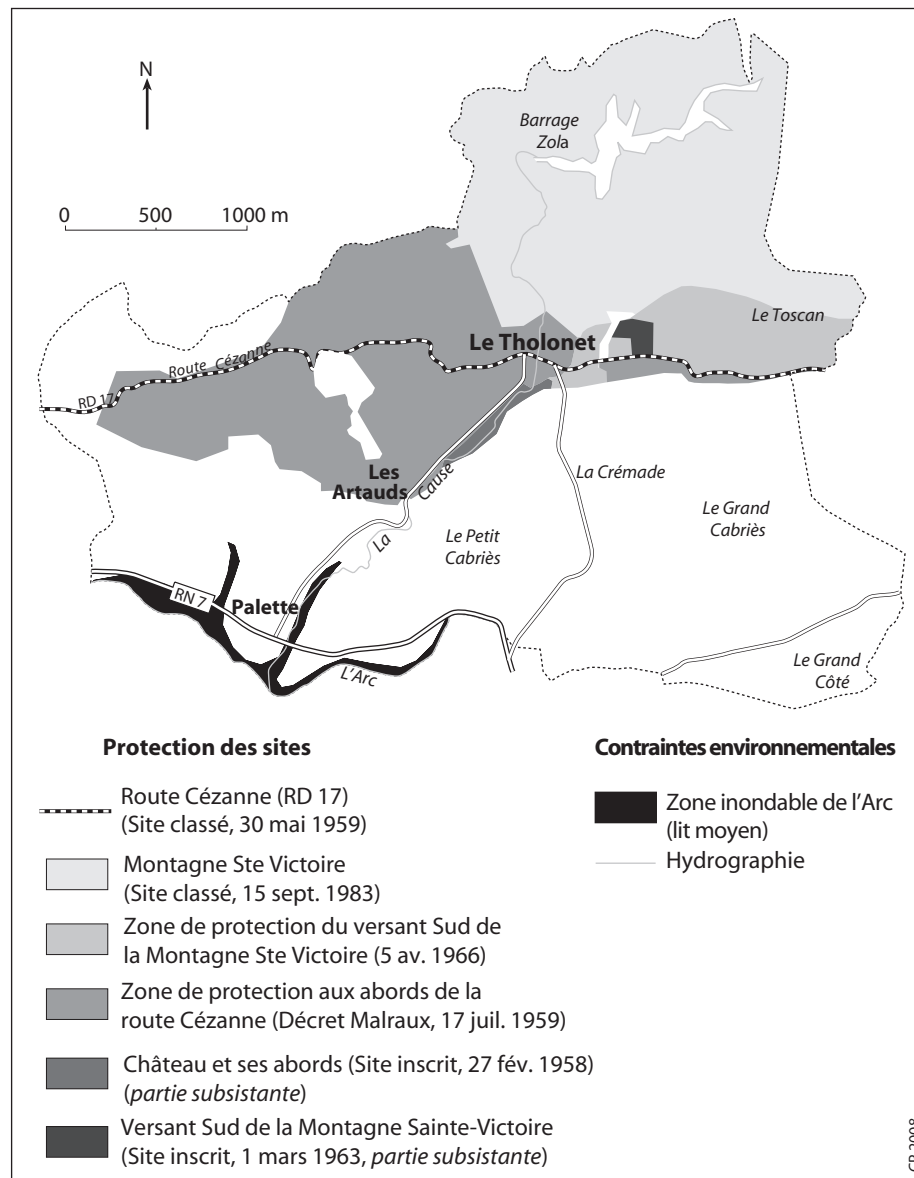 N
0 500 1000 m
Barrage
Zola
Le Toscan
Le Tholonet
Route Cézanne
RD 17
Les
Artauds
La Cause
La Crémade
Le Grand
Cabriès
Le Petit
Cabriès
RN 7
Palette
L'Arc
Le Grand
Côté
Protection des sites
Route Cézanne (RD 17)
(Site classé, 30 mai 1959)
Montagne Ste Victoire
(Site classé, 15 sept. 1983)
Zone de protection du versant Sud de
la Montagne Ste Victoire (5 av. 1966)
Zone de protection aux abords de la
route Cézanne (Décret Malraux, 17 juil. 1959)
Château et ses abords (Site inscrit, 27 fév. 1958)
(partie subsistante)
Versant Sud de la Montagne Sainte-Victoire
(Site inscrit, 1 mars 1963, partie subsistante)
Contraintes environnementales
Zone inondable de l'Arc
(lit moyen)
Hydrographie
2008